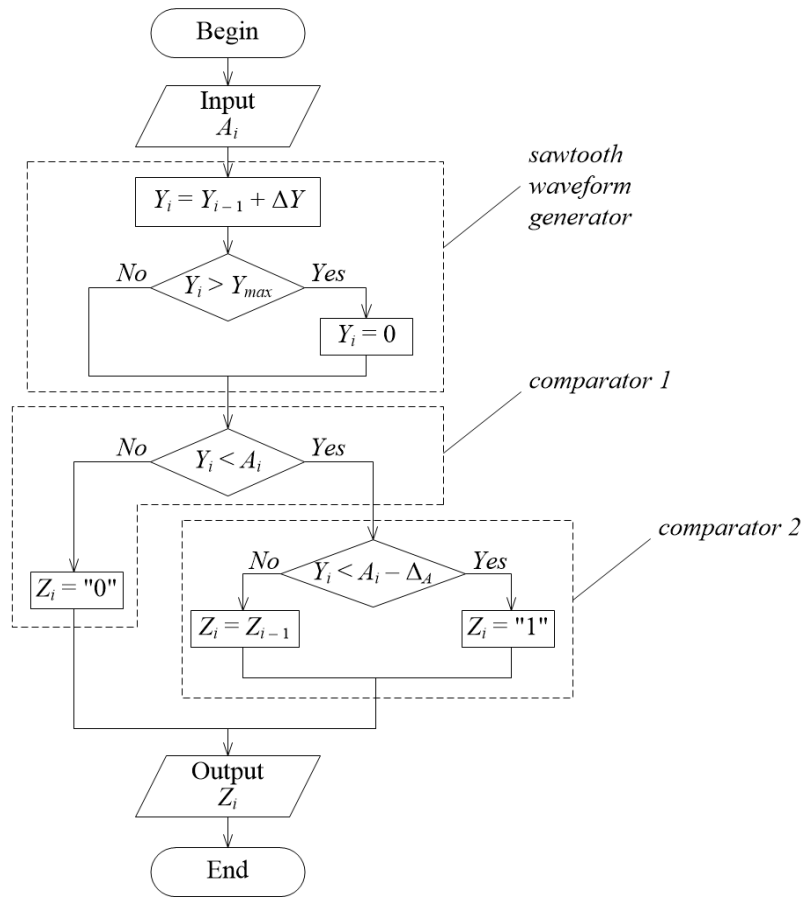 Begin
Input
A_i
sawtooth
waveform
generator
Y_i = Y_{i-1} + ΔY
No
Y_i > Y_max
Yes
Y_i = 0
comparator 1
No
Y_i < A_i
Yes
comparator 2
No
Y_i < A_i – Δ_A
Yes
Z_i = "0"
Z_i = Z_{i-1}
Z_i = "1"
Output
Z_i
End